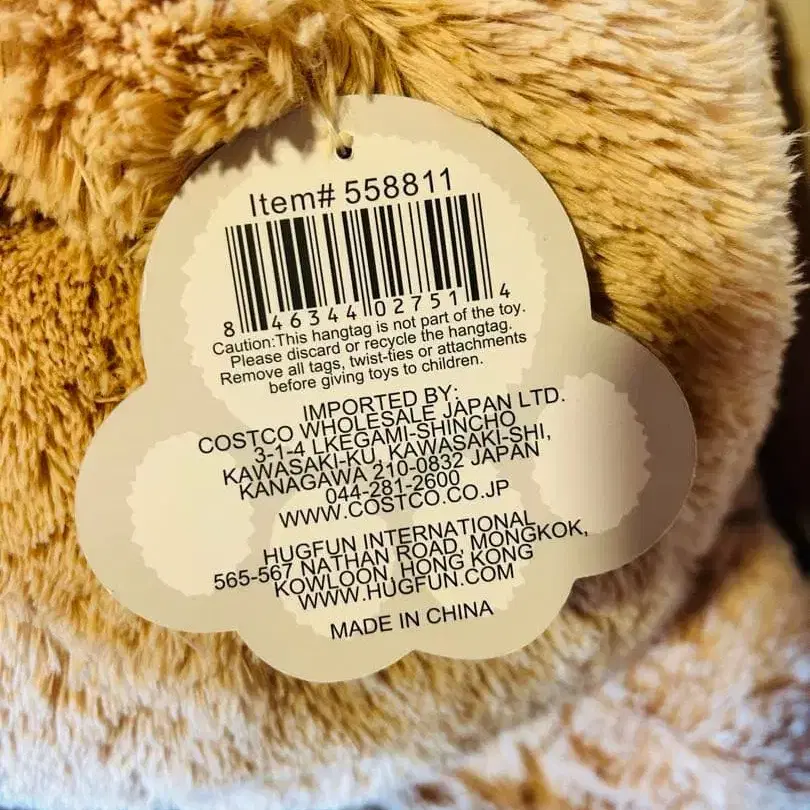 Item# 558811
8 46344 02751 4
Caution:This hangtag is not part of the toy.
Please discard or recycle the hangtag.
Remove all tags, twist-ties or attachments
before giving toys to children.
IMPORTED BY:
COSTCO WHOLESALE JAPAN LTD.
3-1-4 LKEGAMI-SHINCHO
KAWASAKI-KU, KAWASAKI-SHI,
KANAGAWA 210-0832 JAPAN
044-281-2600
WWW.COSTCO.CO.JP
HUGFUN INTERNATIONAL
565-567 NATHAN ROAD, MONGKOK,
KOWLOON, HONG KONG
WWW.HUGFUN.COM
MADE IN CHINA